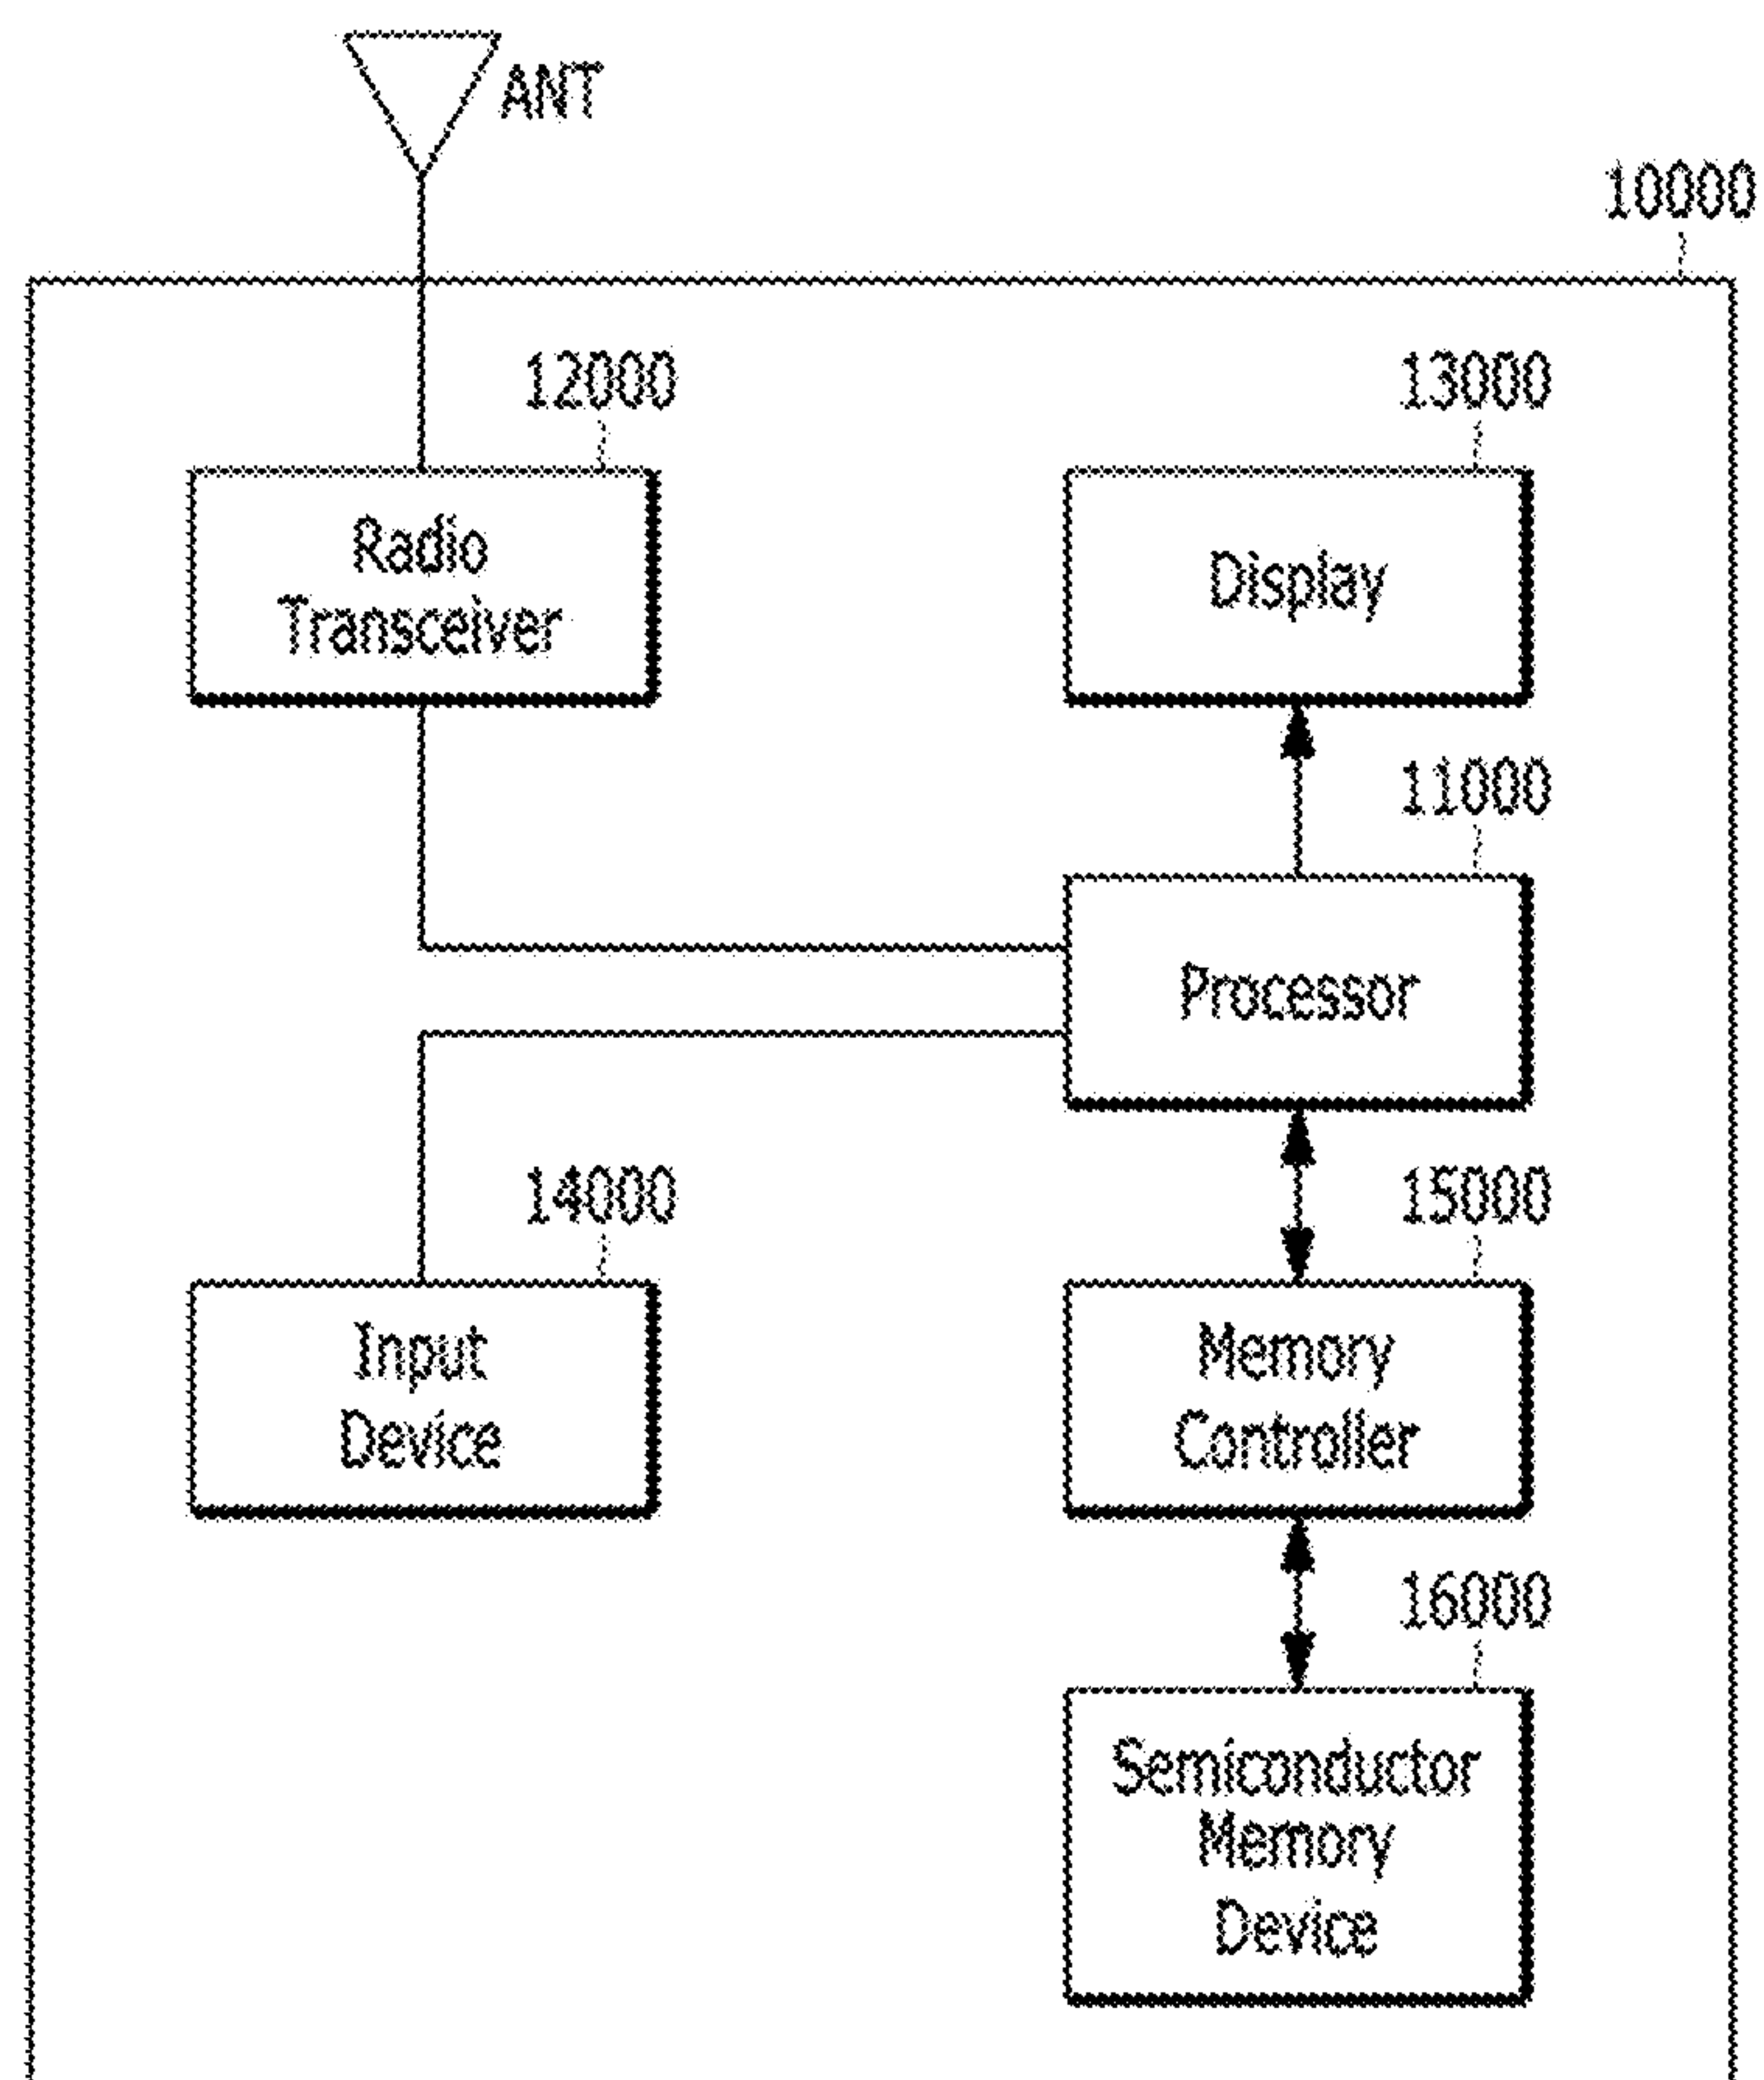 ANT
10000
12000
13000
Radio
Transceiver
Display
11000
Processor
14000
15000
Input
Device
Memory
Controller
16000
Semiconductor
Memory
Device